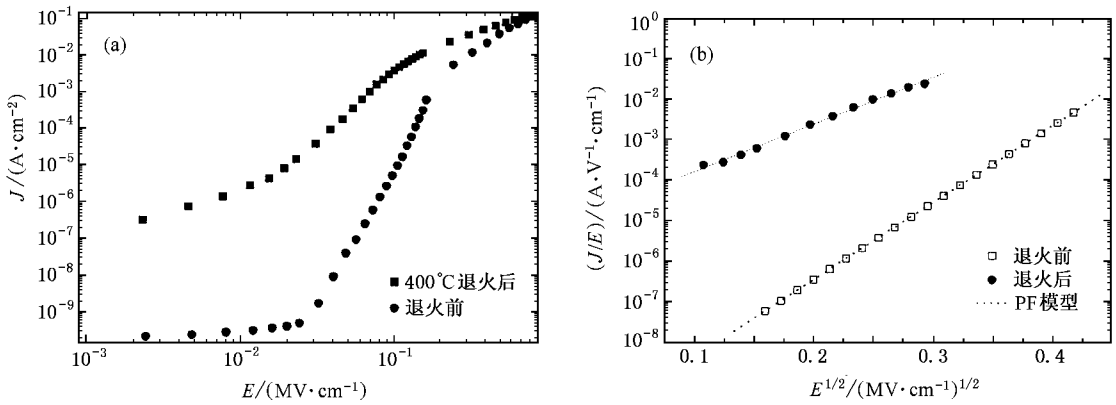 (a)
J/(A·cm⁻²)
10⁻¹
10⁻²
10⁻³
10⁻⁴
10⁻⁵
10⁻⁶
10⁻⁷
10⁻⁸
10⁻⁹
400℃退火后
退火前
10⁻³
10⁻²
10⁻¹
E/(MV·cm⁻¹)
(b)
(J/E)/(A·V⁻¹·cm⁻¹)
10⁰
10⁻¹
10⁻²
10⁻³
10⁻⁴
10⁻⁵
10⁻⁶
10⁻⁷
10⁻⁸
退火前
退火后
PF模型
0.1
0.2
0.3
0.4
E¹/²/(MV·cm⁻¹)¹/²